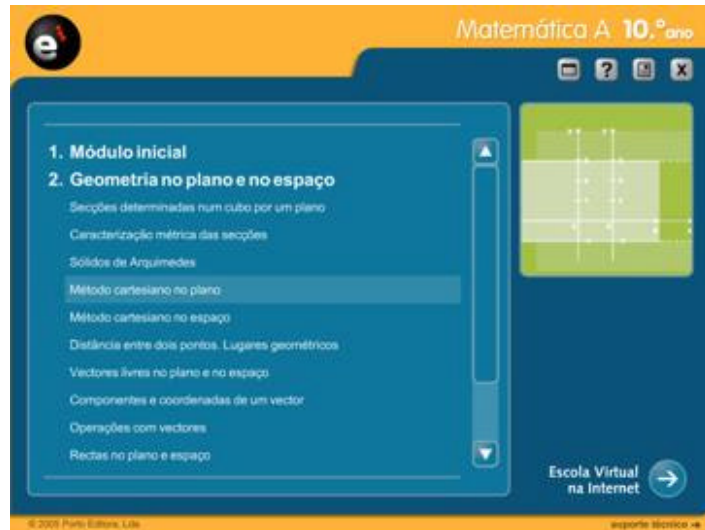 e
Matemática A 10.º ano
1. Módulo inicial
2. Geometria no plano e no espaço
Secções determinadas num cubo por um plano
Caracterização métrica das secções
Sólidos de Arquimedes
Método cartesiano no plano
Método cartesiano no espaço
Distância entre dois pontos. Lugares geométricos
Vectores livres no plano e no espaço
Componentes e coordenadas de um vector
Operações com vectores
Rectas no plano e espaço
Escola Virtual
na Internet
© 2005 Porto Editora, Lda.
suporte técnico